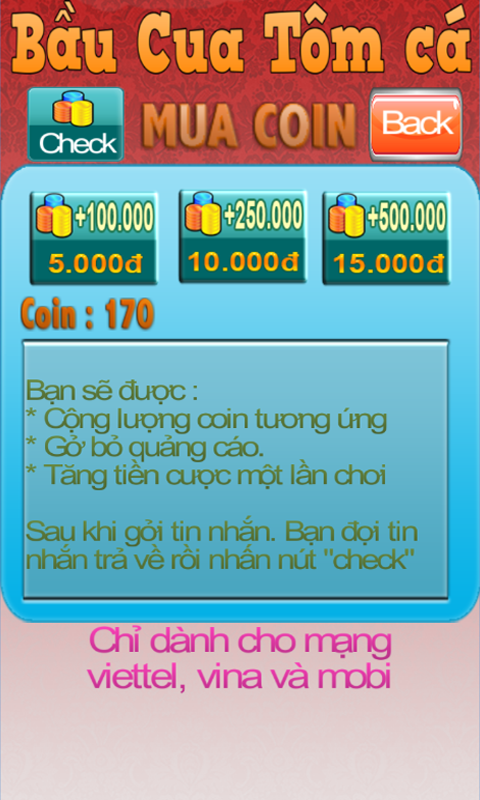 Bầu Cua Tôm cá
Check
MUA COIN
Back
+100.000
+250.000
+500.000
5.000đ
10.000đ
15.000đ
Coin : 170
Bạn sẽ được :
* Cộng lượng coin tương ứng
* Gở bỏ quảng cáo.
* Tăng tiền cược một lần chơi
Sau khi gởi tin nhắn. Bạn đợi tin
nhắn trả về rồi nhấn nút "check"
Chỉ dành cho mạng
viettel, vina và mobi